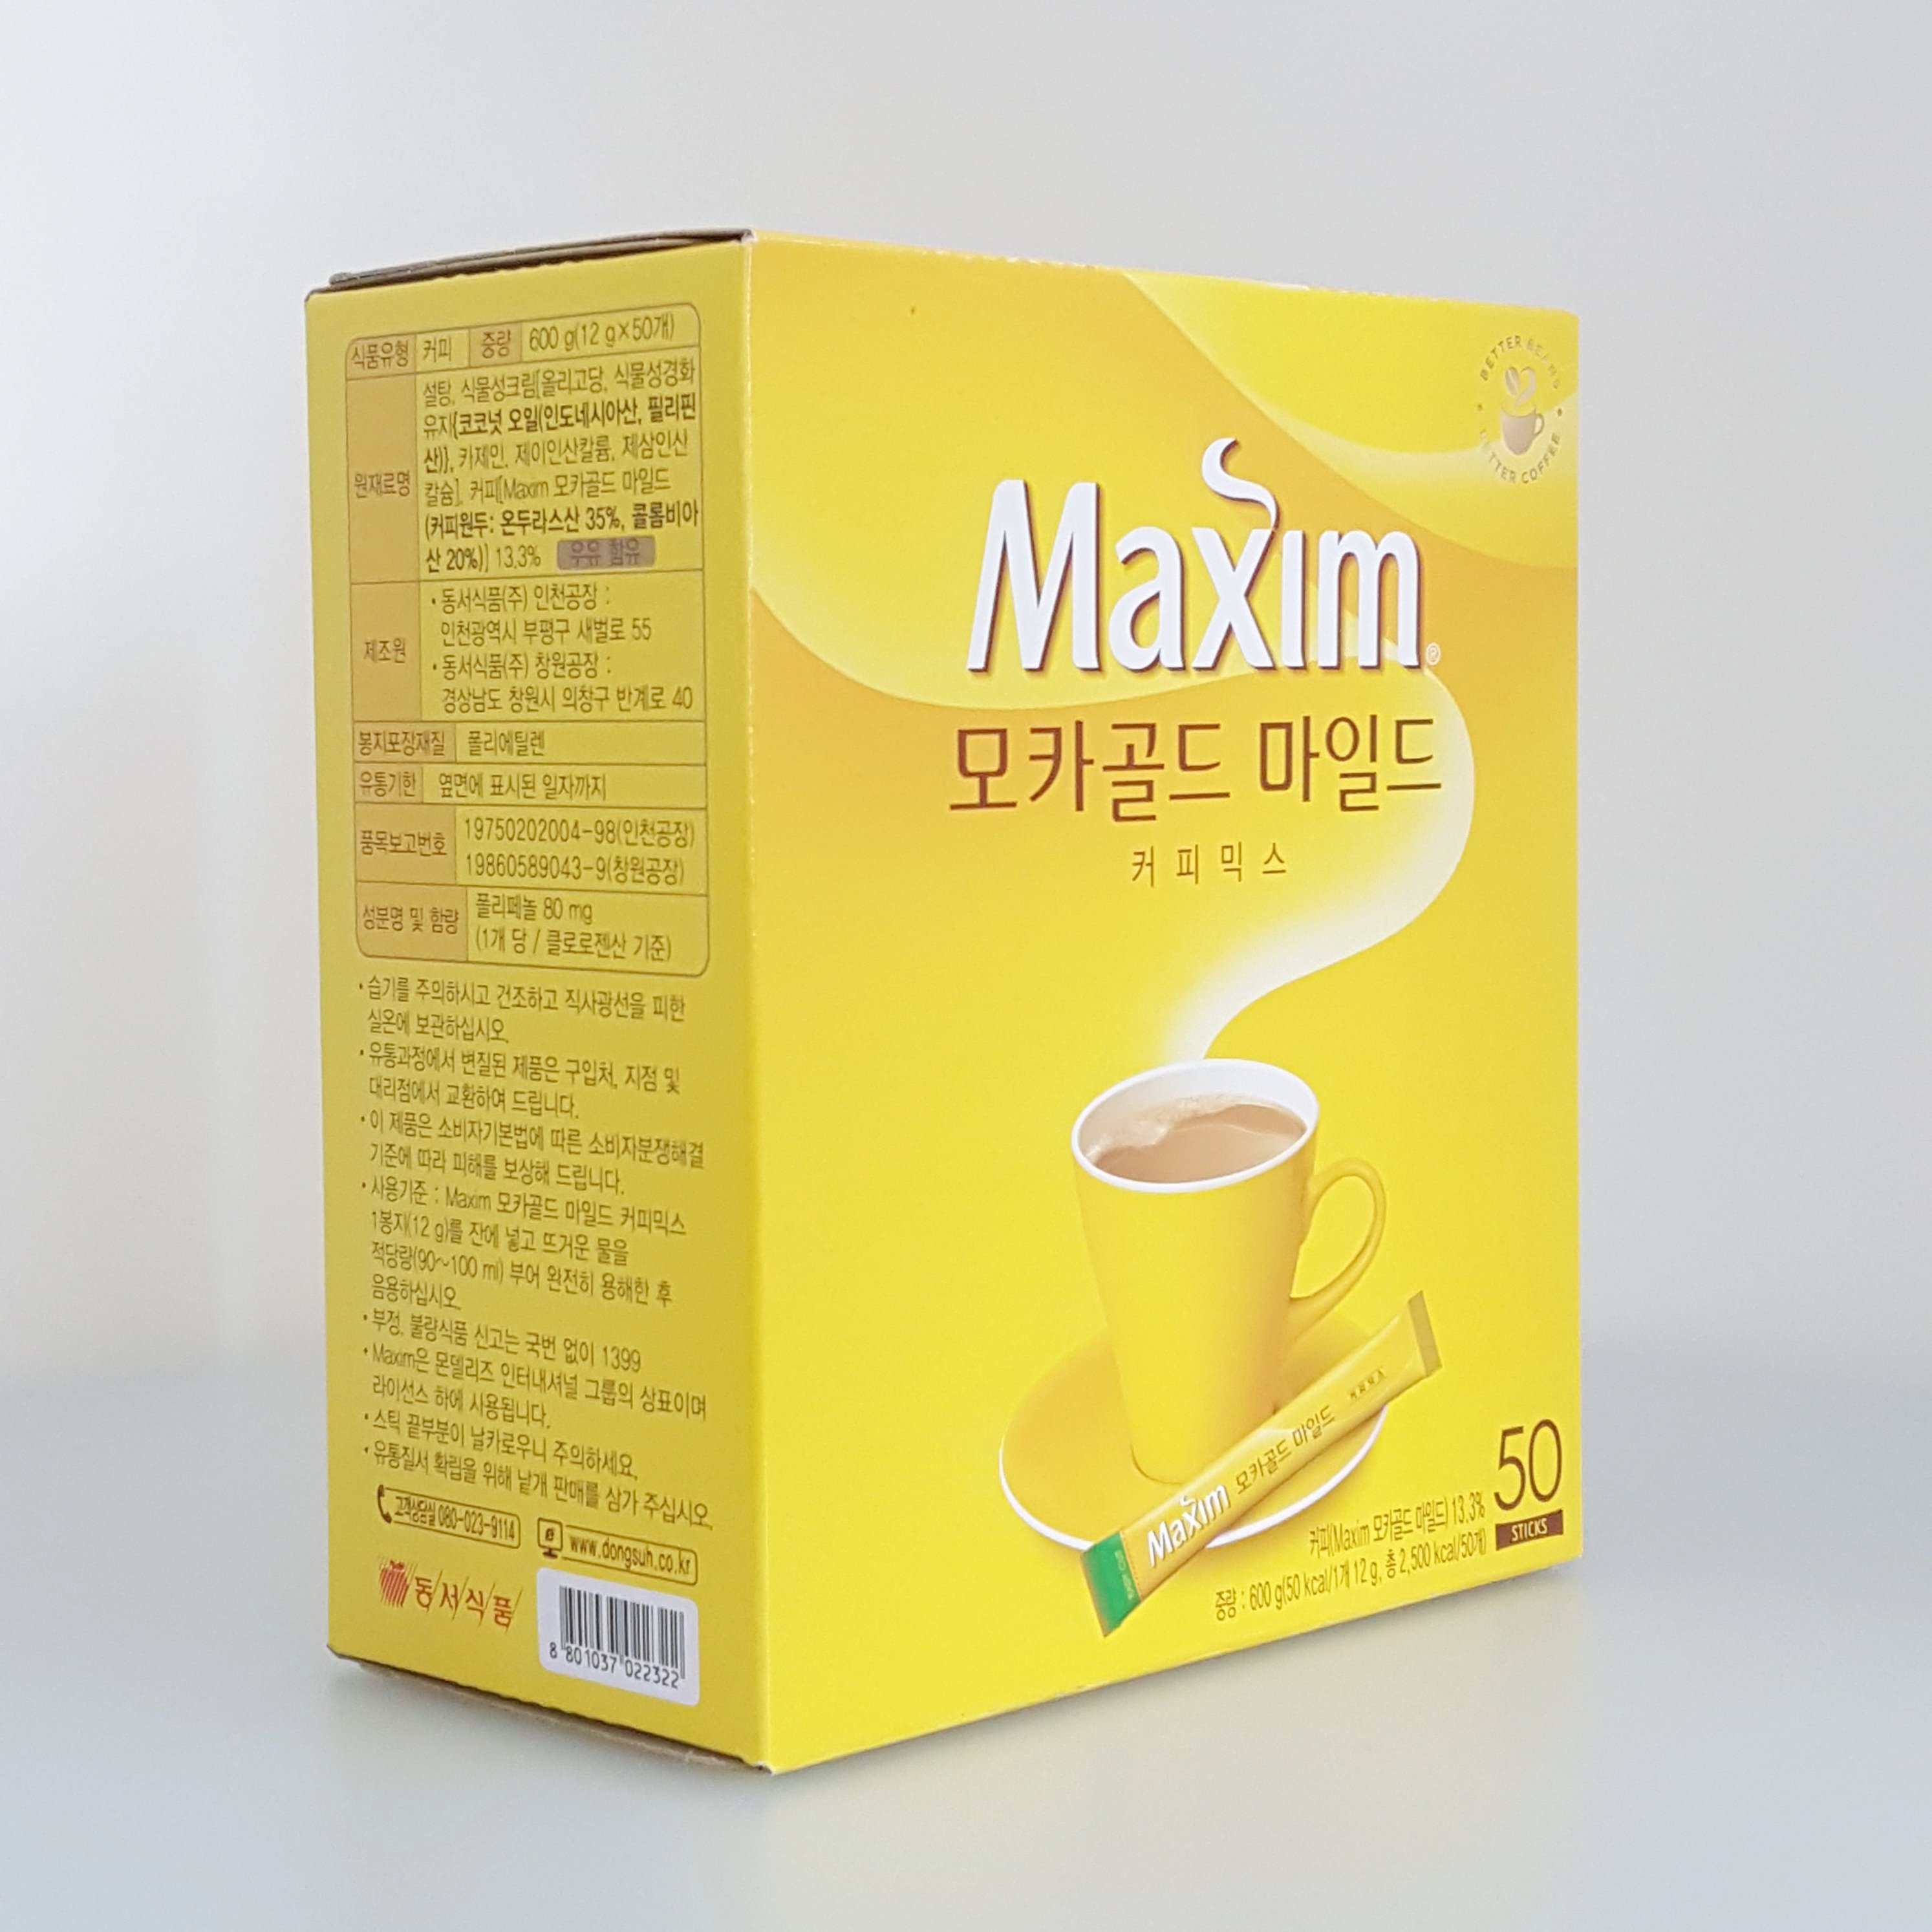 식품유형 커피 중량 600 g(12 g×50개)
원재료명
설탕, 식물성크림[올리고당, 식물성경화
유지{코코넛 오일(인도네시아산, 필리핀
산)}, 카제인, 제이인산칼륨, 제삼인산
칼슘], 커피[Maxim 모카골드 마일드
(커피원두: 온두라스산 35%, 콜롬비아
산 20%)] 13.3% 우유 함유
제조원
• 동서식품(주) 인천공장 :
인천광역시 부평구 새벌로 55
• 동서식품(주) 창원공장 :
경상남도 창원시 의창구 반계로 40
봉지포장재질 폴리에틸렌
유통기한 옆면에 표시된 일자까지
품목보고번호
19750202004-98(인천공장)
19860589043-9(창원공장)
성분명 및 함량
폴리페놀 80 mg
(1개 당 / 클로로젠산 기준)
• 습기를 주의하시고 건조하고 직사광선을 피한
실온에 보관하십시오.
• 유통과정에서 변질된 제품은 구입처, 지점 및
대리점에서 교환하여 드립니다.
• 이 제품은 소비자기본법에 따른 소비자분쟁해결
기준에 따라 피해를 보상해 드립니다.
• 사용기준 : Maxim 모카골드 마일드 커피믹스
1봉지(12 g)를 잔에 넣고 뜨거운 물을
적당량(90~100 ml) 부어 완전히 용해한 후
음용하십시오.
• 부정, 불량식품 신고는 국번 없이 1399
• Maxim은 몬델리즈 인터내셔널 그룹의 상표이며
라이선스 하에 사용됩니다.
• 스틱 끝부분이 날카로우니 주의하세요.
• 유통질서 확립을 위해 낱개 판매를 삼가 주십시오.
고객상담실 080-023-9114
www.dongsuh.co.kr
동서식품
8 801037 022322
BETTER BEANS
BETTER COFFEE
Maxim®
모카골드 마일드
커피믹스
Maxim 모카골드 마일드 커피믹스
50
STICKS
커피(Maxim 모카골드 마일드) 13.3%
중량 : 600 g(50 kcal/1개 12 g, 총 2,500 kcal/50개)